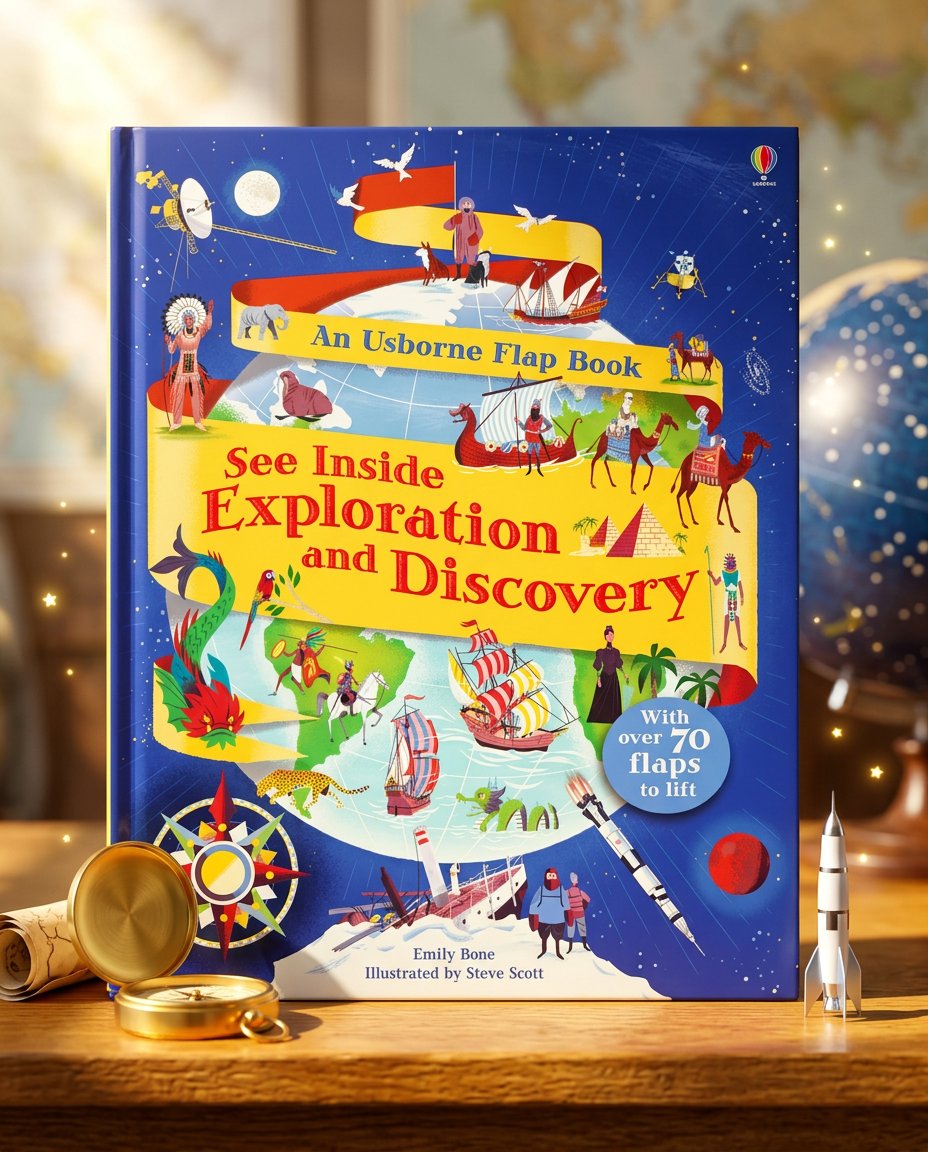 USBORNE
An Usborne Flap Book
See Inside
Exploration
and Discovery
With
over 70
flaps
to lift
Emily Bone
Illustrated by Steve Scott